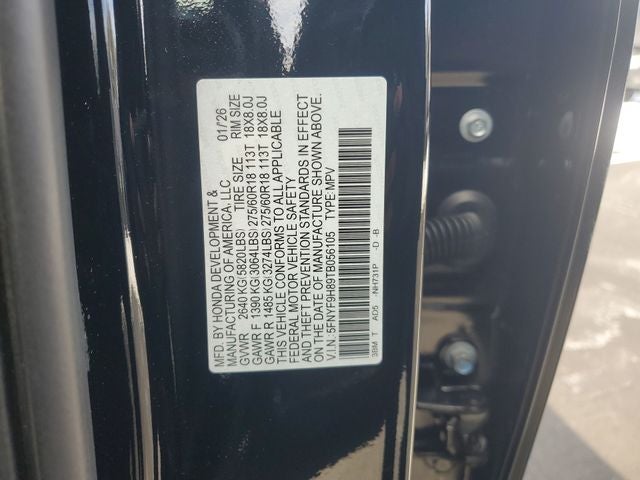 MFD. BY HONDA DEVELOPMENT &
MANUFACTURING OF AMERICA, LLC. 01/26
GVWR 2640 KG(5820LBS) TIRE SIZE RIM SIZE
GAWR F 1390 KG(3064LBS) 275/60R18 113T 18X8.0J
GAWR R 1485 KG(3274LBS) 275/60R18 113T 18X8.0J
THIS VEHICLE CONFORMS TO ALL APPLICABLE
FEDERAL MOTOR VEHICLE SAFETY
AND THEFT PREVENTION STANDARDS IN EFFECT
ON THE DATE OF MANUFACTURE SHOWN ABOVE.
V.I.N.: 5FNYF9H89TB056105 TYPE: MPV
3BM T A05 -NH731P -D -B